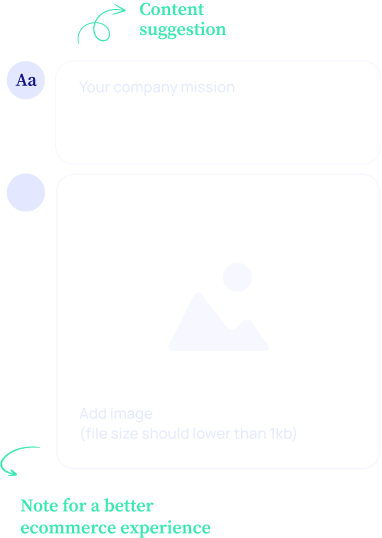 Content
suggestion
Aa
Your company mission
Add image
(file size should lower than 1kb)
Note for a better
ecommerce experience